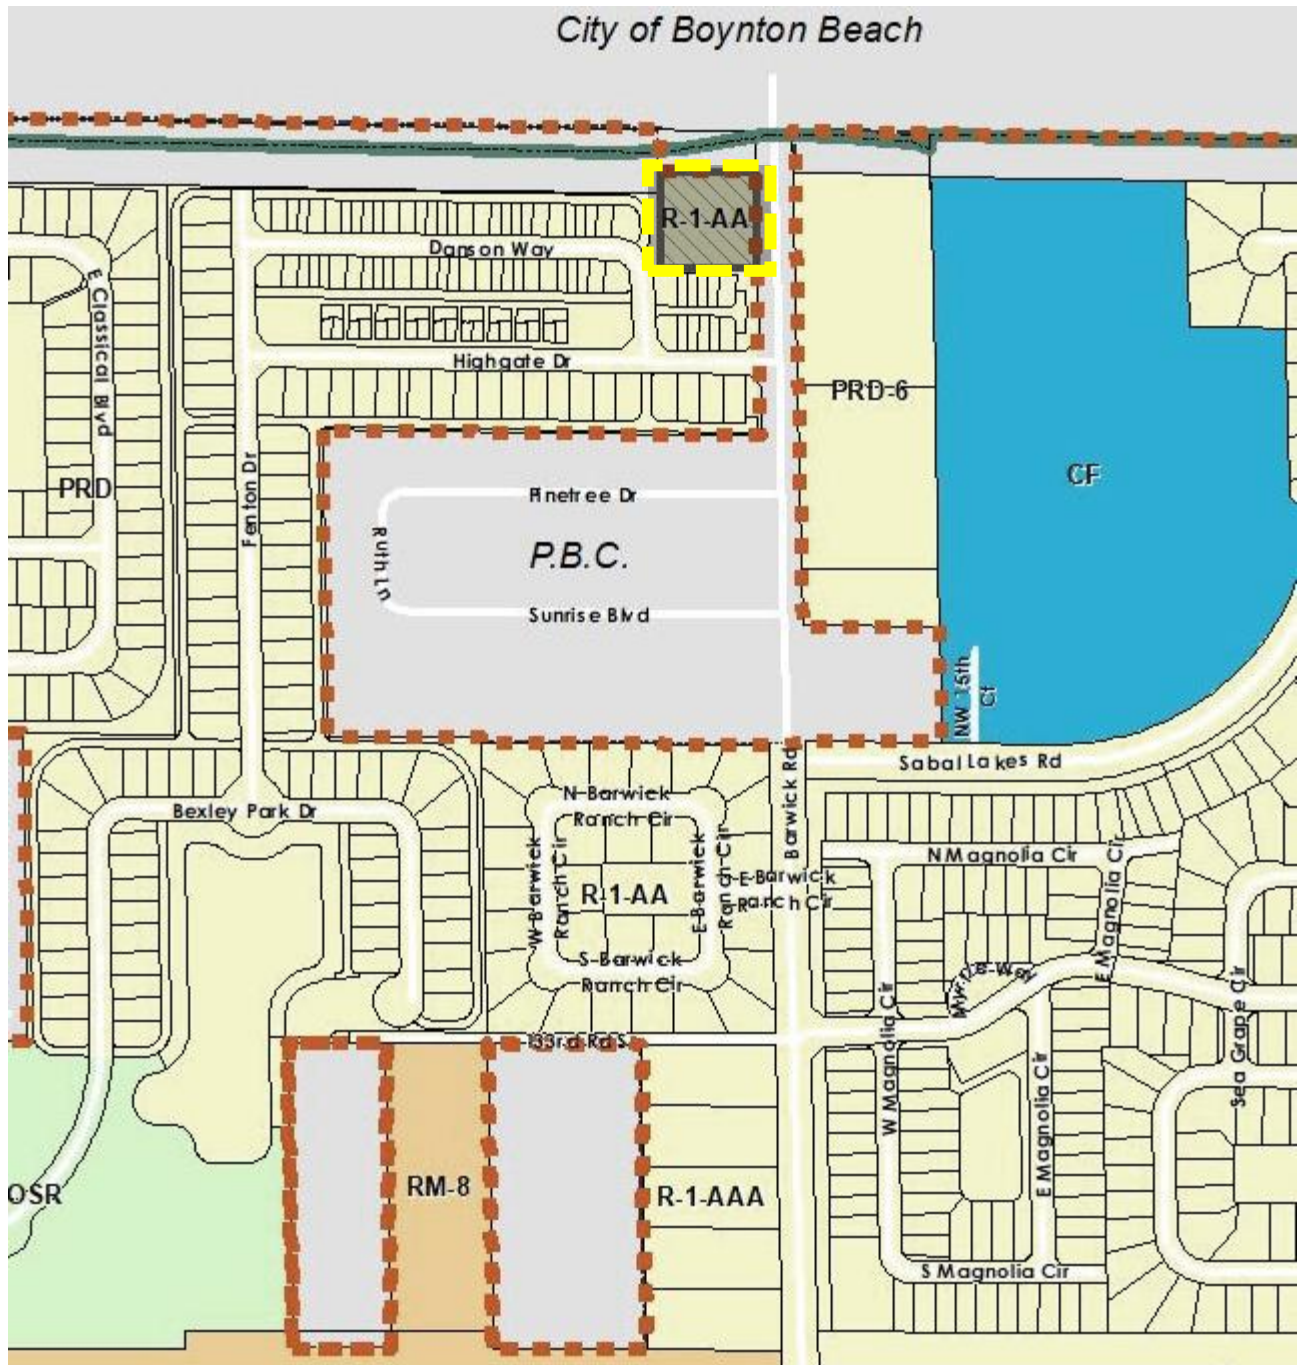 City of Boynton Beach
R-1-AA
Danson Way
E Classical Blvd
Highgate Dr
PRD-6
CF
PRD
Fenton Dr
Pinetree Dr
Ruth Ln
P.B.C.
Sunrise Blvd
NW 15th
Ct
Sabal Lakes Rd
Barwick Rd
Bexley Park Dr
N Barwick
Ranch Cir
W Barwick
Ranch Cir
R-1-AA
E Barwick
Ranch Cir
E Barwick
Ranch Cir
S Barwick
Ranch Cir
N Magnolia Cir
E Magnolia Cir
Myrtle Way
W Magnolia Cir
E Magnolia Cir
Sea Grape Cir
133rd Rd S
OSR
RM-8
R-1-AAA
S Magnolia Cir